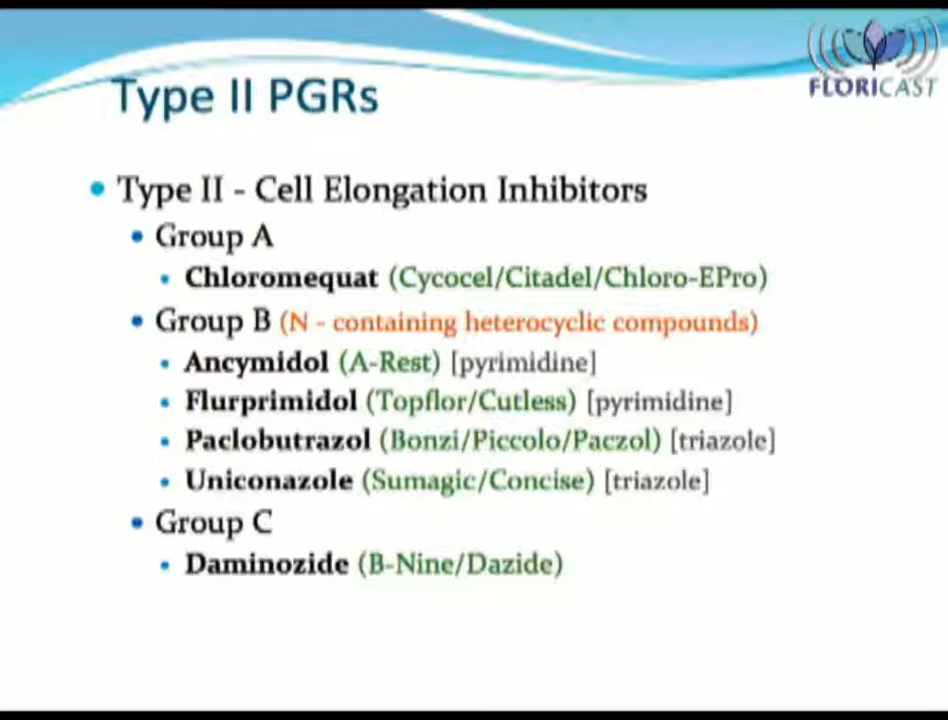 FLORICAST
Type II PGRs
• Type II - Cell Elongation Inhibitors
• Group A
• Chloromequat (Cycocel/Citadel/Chloro-EPro)
• Group B (N - containing heterocyclic compounds)
• Ancymidol (A-Rest) [pyrimidine]
• Flurprimidol (Topflor/Cutless) [pyrimidine]
• Paclobutrazol (Bonzi/Piccolo/Paczol) [triazole]
• Uniconazole (Sumagic/Concise) [triazole]
• Group C
• Daminozide (B-Nine/Dazide)